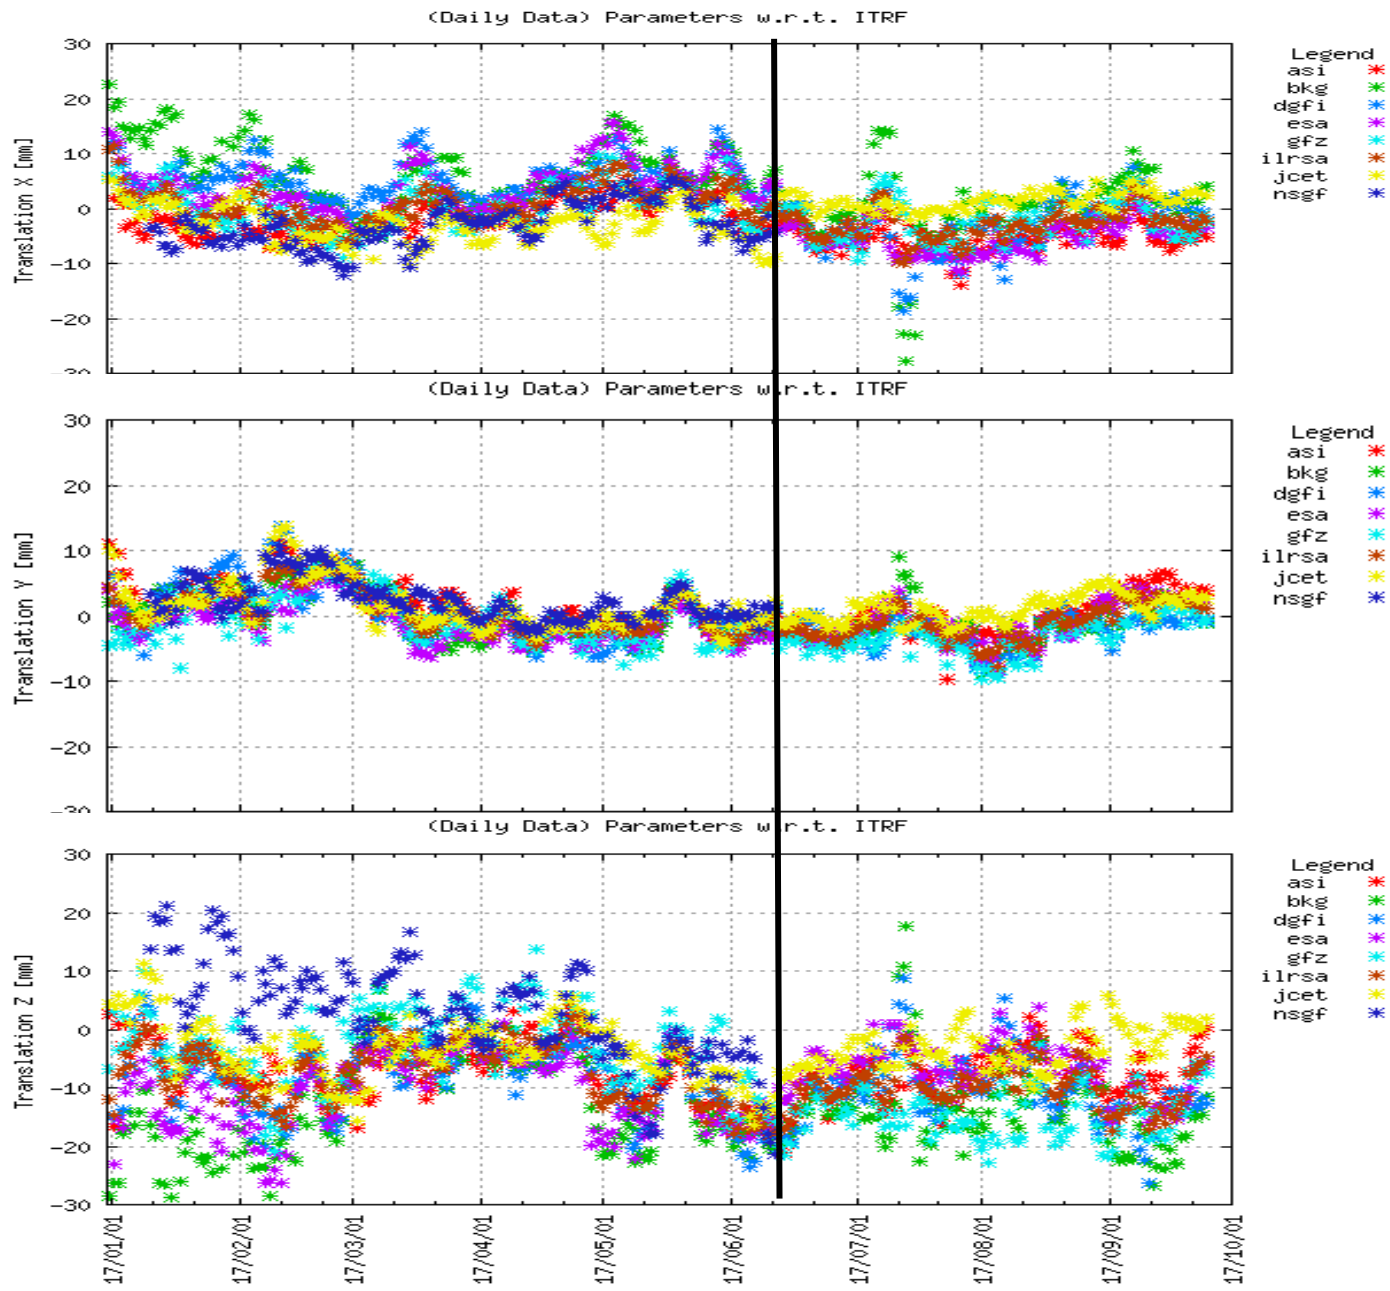 (Daily Data) Parameters w.r.t. ITRF
Translation X [mm]
30
20
10
0
-10
-20
Legend
asi
bkg
dgfi
esa
gfz
ilrsa
jcet
nsgf
(Daily Data) Parameters w.r.t. ITRF
Translation Y [mm]
30
20
10
0
-10
-20
Legend
asi
bkg
dgfi
esa
gfz
ilrsa
jcet
nsgf
(Daily Data) Parameters w.r.t. ITRF
Translation Z [mm]
30
20
10
0
-10
-20
-30
Legend
asi
bkg
dgfi
esa
gfz
ilrsa
jcet
nsgf
17/01/01
17/02/01
17/03/01
17/04/01
17/05/01
17/06/01
17/07/01
17/08/01
17/09/01
17/10/01